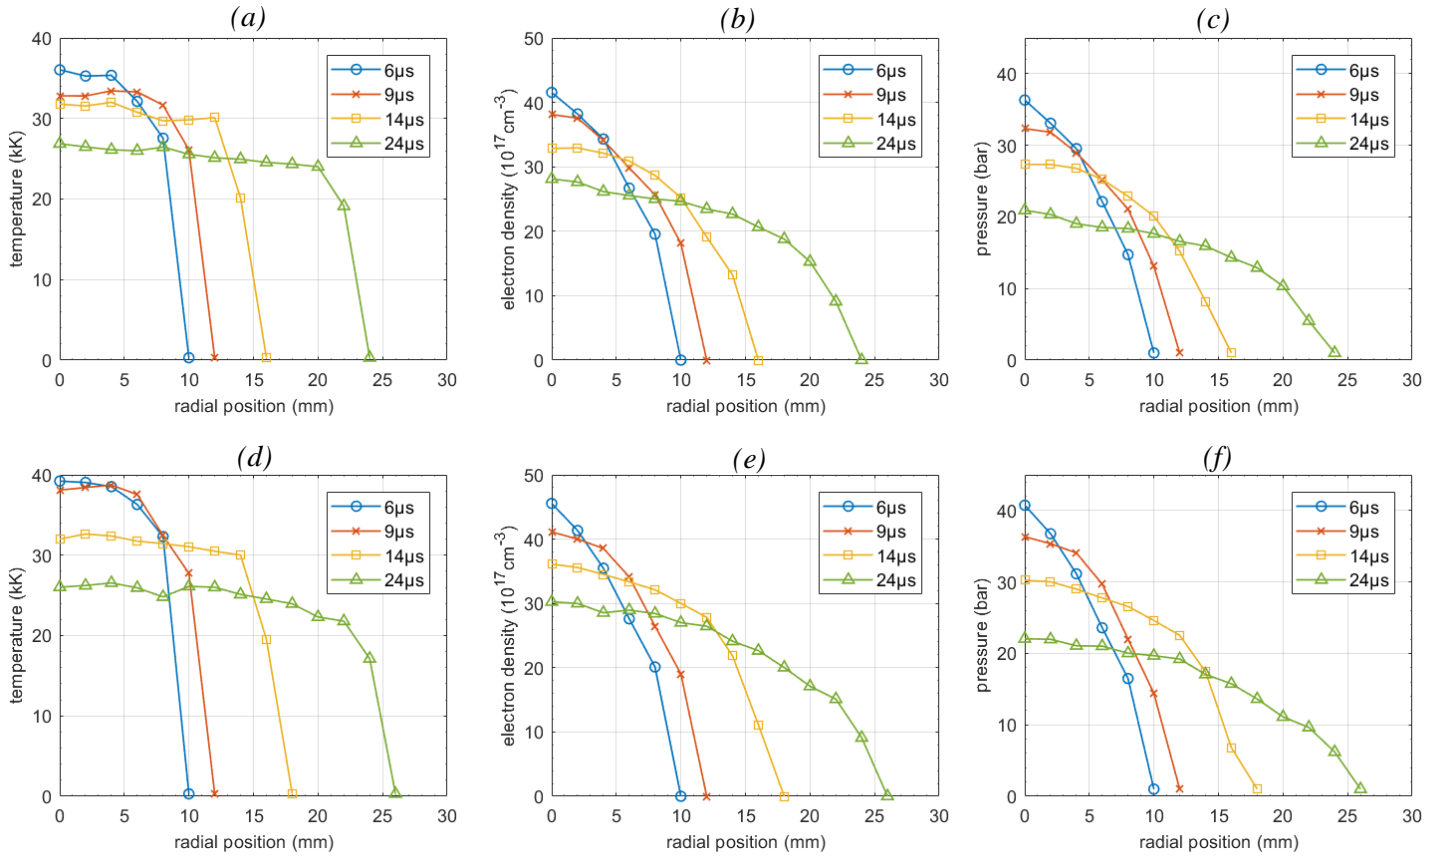 (a)
temperature (kK)
40
30
20
10
0
0 5 10 15 20 25 30
radial position (mm)
6μs
9μs
14μs
24μs
(b)
electron density (10^17 cm^-3)
50
40
30
20
10
0
0 5 10 15 20 25 30
radial position (mm)
6μs
9μs
14μs
24μs
(c)
pressure (bar)
40
30
20
10
0
0 5 10 15 20 25 30
radial position (mm)
6μs
9μs
14μs
24μs
(d)
temperature (kK)
40
30
20
10
0
0 5 10 15 20 25 30
radial position (mm)
6μs
9μs
14μs
24μs
(e)
electron density (10^17 cm^-3)
50
40
30
20
10
0
0 5 10 15 20 25 30
radial position (mm)
6μs
9μs
14μs
24μs
(f)
pressure (bar)
40
30
20
10
0
0 5 10 15 20 25 30
radial position (mm)
6μs
9μs
14μs
24μs